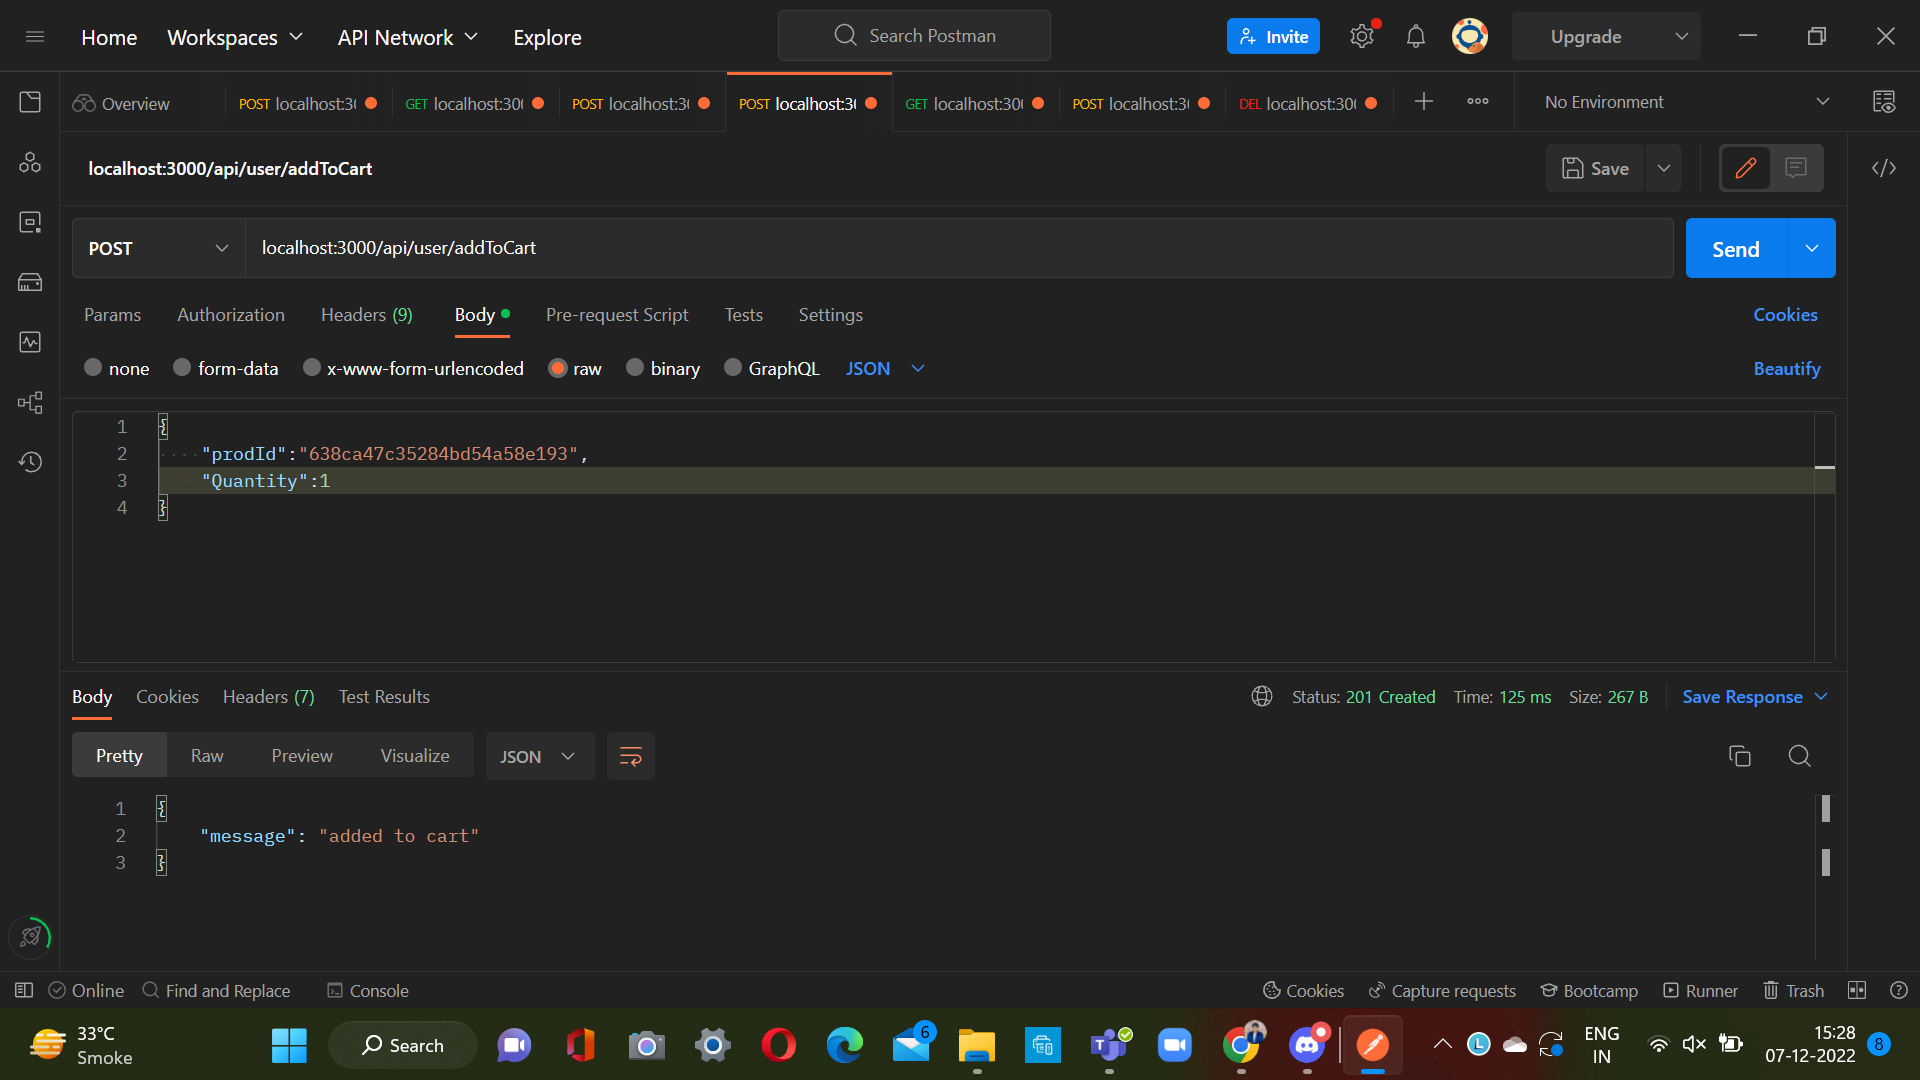 Home Workspaces API Network Explore Search Postman Invite Upgrade
Overview POST localhost:3( GET localhost:30( POST localhost:3( POST localhost:3( GET localhost:30( POST localhost:3( DEL localhost:30( No Environment
localhost:3000/api/user/addToCart Save
POST localhost:3000/api/user/addToCart Send
Params Authorization Headers (9) Body Pre-request Script Tests Settings Cookies
none form-data x-www-form-urlencoded raw binary GraphQL JSON Beautify
1 {
2 "prodId":"638ca47c35284bd54a58e193",
3 "Quantity":1
4 }
Body Cookies Headers (7) Test Results Status: 201 Created Time: 125 ms Size: 267 B Save Response
Pretty Raw Preview Visualize JSON
1 {
2 "message": "added to cart"
3 }
Online Find and Replace Console Cookies Capture requests Bootcamp Runner Trash
33°C
Smoke
Search
6
L
ENG
IN
15:28
07-12-2022
8